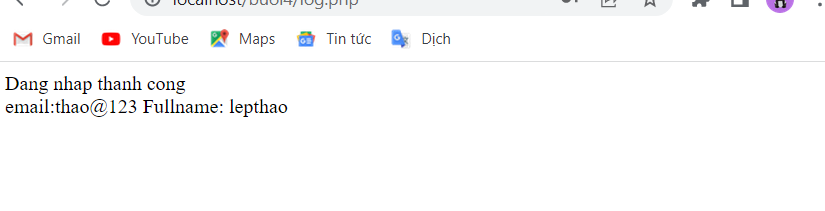 localhost/buoi4/log.php
Gmail YouTube Maps Tin tức Dịch
Dang nhap thanh cong
email:thao@123 Fullname: lepthao